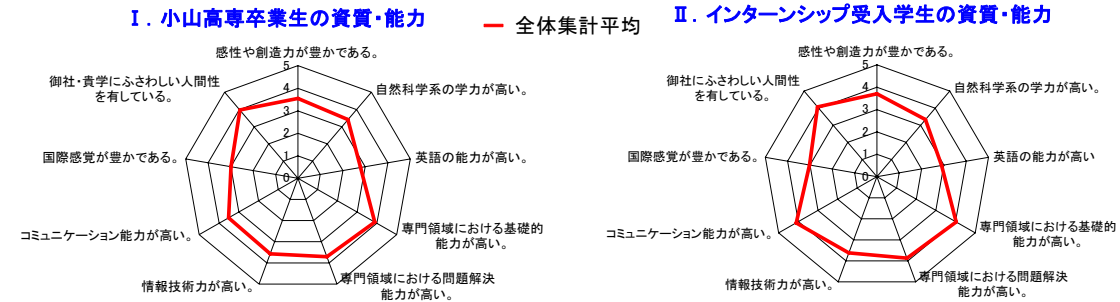 Ⅰ．小山高専卒業生の資質・能力
全体集計平均
Ⅱ．インターンシップ受入学生の資質・能力
感性や創造力が豊かである。
自然科学系の学力が高い。
英語の能力が高い。
専門領域における基礎的
能力が高い。
専門領域における問題解決
能力が高い。
情報技術力が高い。
コミュニケーション能力が高い。
国際感覚が豊かである。
御社・貴学にふさわしい人間性
を有している。
5
4
3
2
1
0
感性や創造力が豊かである。
自然科学系の学力が高い。
英語の能力が高い
専門領域における基礎的
能力が高い。
専門領域における問題解決
能力が高い。
情報技術力が高い。
コミュニケーション能力が高い。
国際感覚が豊かである。
御社にふさわしい人間性
を有している。
5
4
3
2
1
0